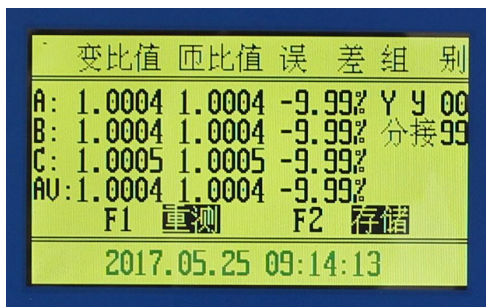 变比值 匝比值 误 差 组 别
A: 1.0004 1.0004 -9.99% Y y 00
B: 1.0004 1.0004 -9.99% 分接99
C: 1.0005 1.0005 -9.99%
AV:1.0004 1.0004 -9.99%
F1 重测 F2 存储
2017.05.25 09:14:13